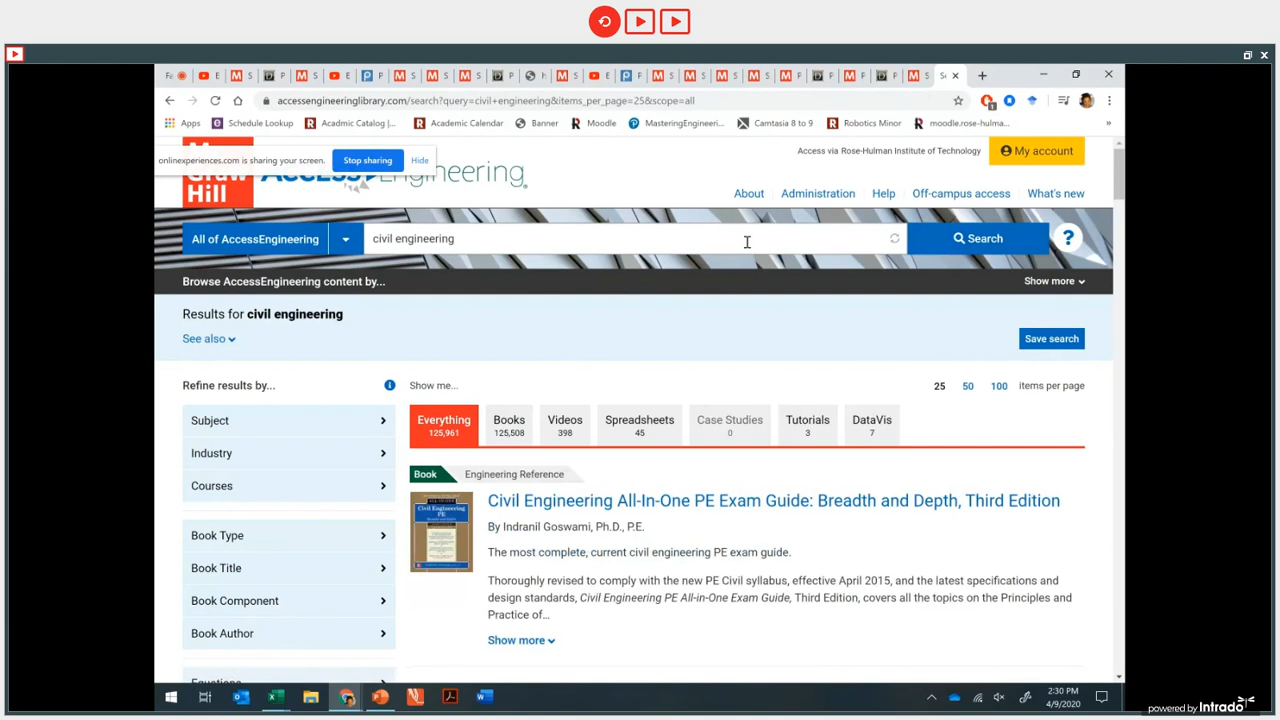 accessengineeringlibrary.com/search?query=civil+engineering&items_per_page=25&scope=all
Apps Schedule Lookup Acadmic Catalog |... Academic Calendar Banner Moodle MasteringEngineeri... Camtasia 8 to 9 Robotics Minor moodle.rose-hulma...
onlinexperiences.com is sharing your screen. Stop sharing Hide
Hill
Access via Rose-Hulman Institute of Technology My account
About Administration Help Off-campus access What's new
All of AccessEngineering civil engineering Search ?
Browse AccessEngineering content by... Show more
Results for civil engineering
See also
Save search
Refine results by...
Show me... 25 50 100 items per page
Subject
Industry
Courses
Book Type
Book Title
Book Component
Book Author
Everything Books Videos Spreadsheets Case Studies Tutorials DataVis
125,961 125,508 398 45 0 3 7
Book Engineering Reference
Civil Engineering All-In-One PE Exam Guide: Breadth and Depth, Third Edition
By Indranil Goswami, Ph.D., P.E.
The most complete, current civil engineering PE exam guide.
Thoroughly revised to comply with the new PE Civil syllabus, effective April 2015, and the latest specifications and
design standards, Civil Engineering PE All-in-One Exam Guide, Third Edition, covers all the topics on the Principles and
Practice of...
Show more
2:30 PM
4/9/2020
powered by Intrado